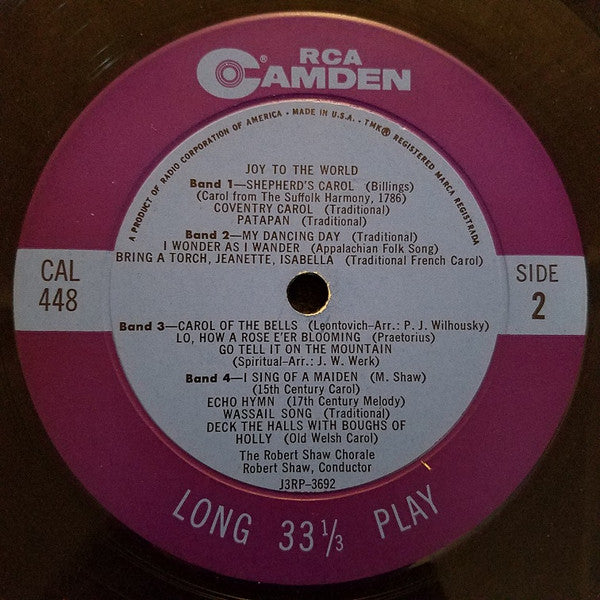 RCA
CAMDEN®
A PRODUCT OF RADIO CORPORATION OF AMERICA • MADE IN U.S.A. • TMK® REGISTERED MARCA REGISTRADA
JOY TO THE WORLD
Band 1—SHEPHERD'S CAROL (Billings)
(Carol from The Suffolk Harmony, 1786)
COVENTRY CAROL (Traditional)
PATAPAN (Traditional)
Band 2—MY DANCING DAY (Traditional)
I WONDER AS I WANDER (Appalachian Folk Song)
BRING A TORCH, JEANETTE, ISABELLA (Traditional French Carol)
CAL
448
SIDE
2
Band 3—CAROL OF THE BELLS (Leontovich–Arr.: P. J. Wilhousky)
LO, HOW A ROSE E'ER BLOOMING (Praetorius)
GO TELL IT ON THE MOUNTAIN
(Spiritual–Arr.: J. W. Werk)
Band 4—I SING OF A MAIDEN (M. Shaw)
(15th Century Carol)
ECHO HYMN (17th Century Melody)
WASSAIL SONG (Traditional)
DECK THE HALLS WITH BOUGHS OF
HOLLY (Old Welsh Carol)
The Robert Shaw Chorale
Robert Shaw, Conductor
J3RP–3692
LONG 33 1/3 PLAY